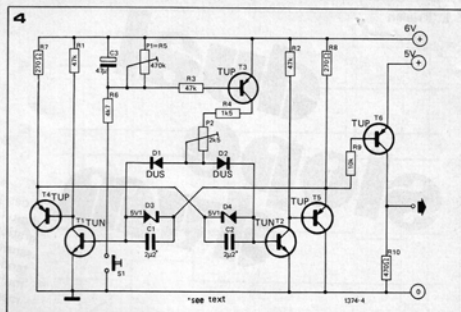 4
6V
5V
R7
270Ω
R1
47k
C3
47µ
P1=R5
470k
T3
TUP
R2
47k
R8
270Ω
R3
47k
R4
1k5
T6
TUP
R6
4k7
P2
2k5
R9
10k
D1
DUS
D2
DUS
T4
TUP
T1
TUN
5V1
D3
C1
2µ2*
5V1
D4
C2
2µ2*
T2
TUN
T5
TUP
S1
R10
470Ω
0
*see text
1374-4